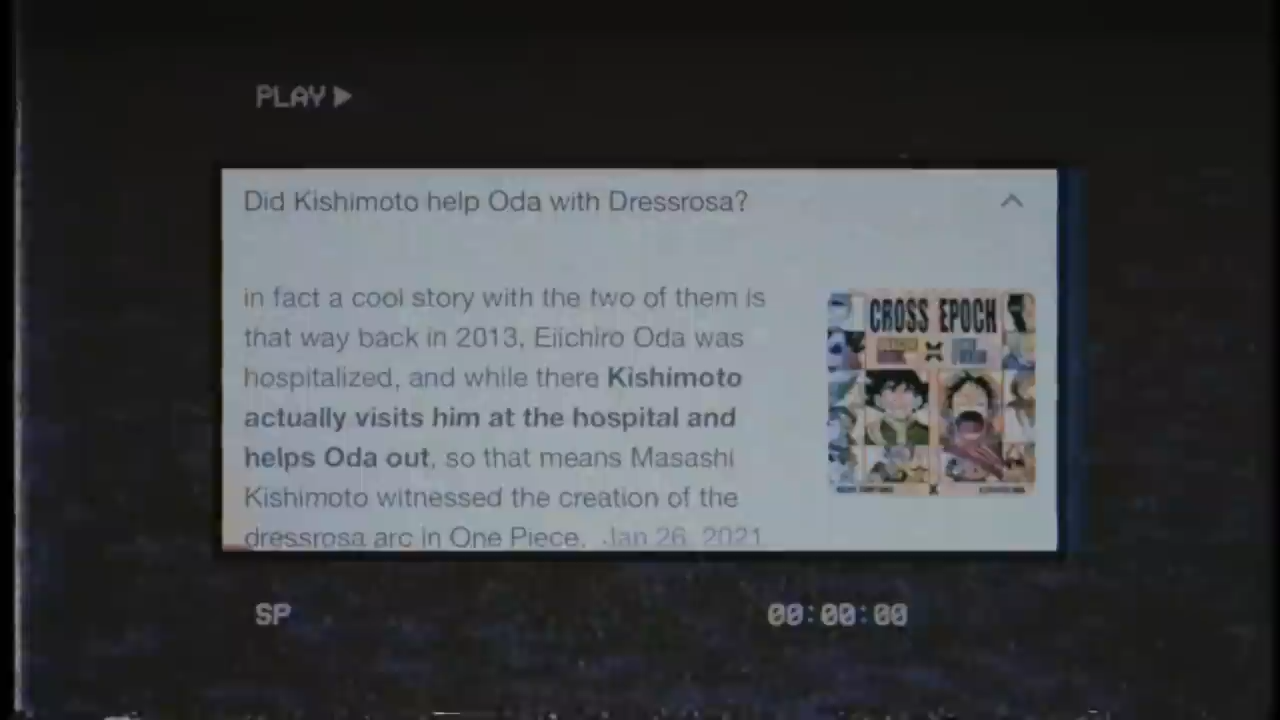 PLAY
Did Kishimoto help Oda with Dressrosa?
in fact a cool story with the two of them is
that way back in 2013, Eiichiro Oda was
hospitalized, and while there Kishimoto
actually visits him at the hospital and
helps Oda out, so that means Masashi
Kishimoto witnessed the creation of the
dressrosa arc in One Piece. Jan 26, 2021
CROSS EPOCH
SP
00:00:00